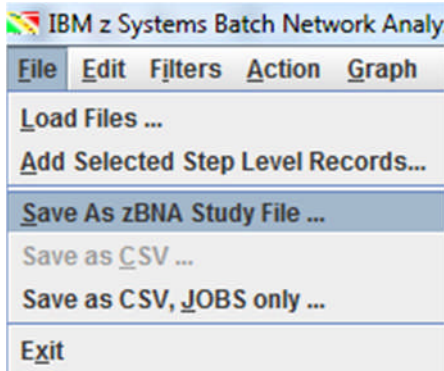 IBM z Systems Batch Network Analy
File Edit Filters Action Graph
Load Files ...
Add Selected Step Level Records...
Save As zBNA Study File ...
Save as CSV ...
Save as CSV, JOBS only ...
Exit